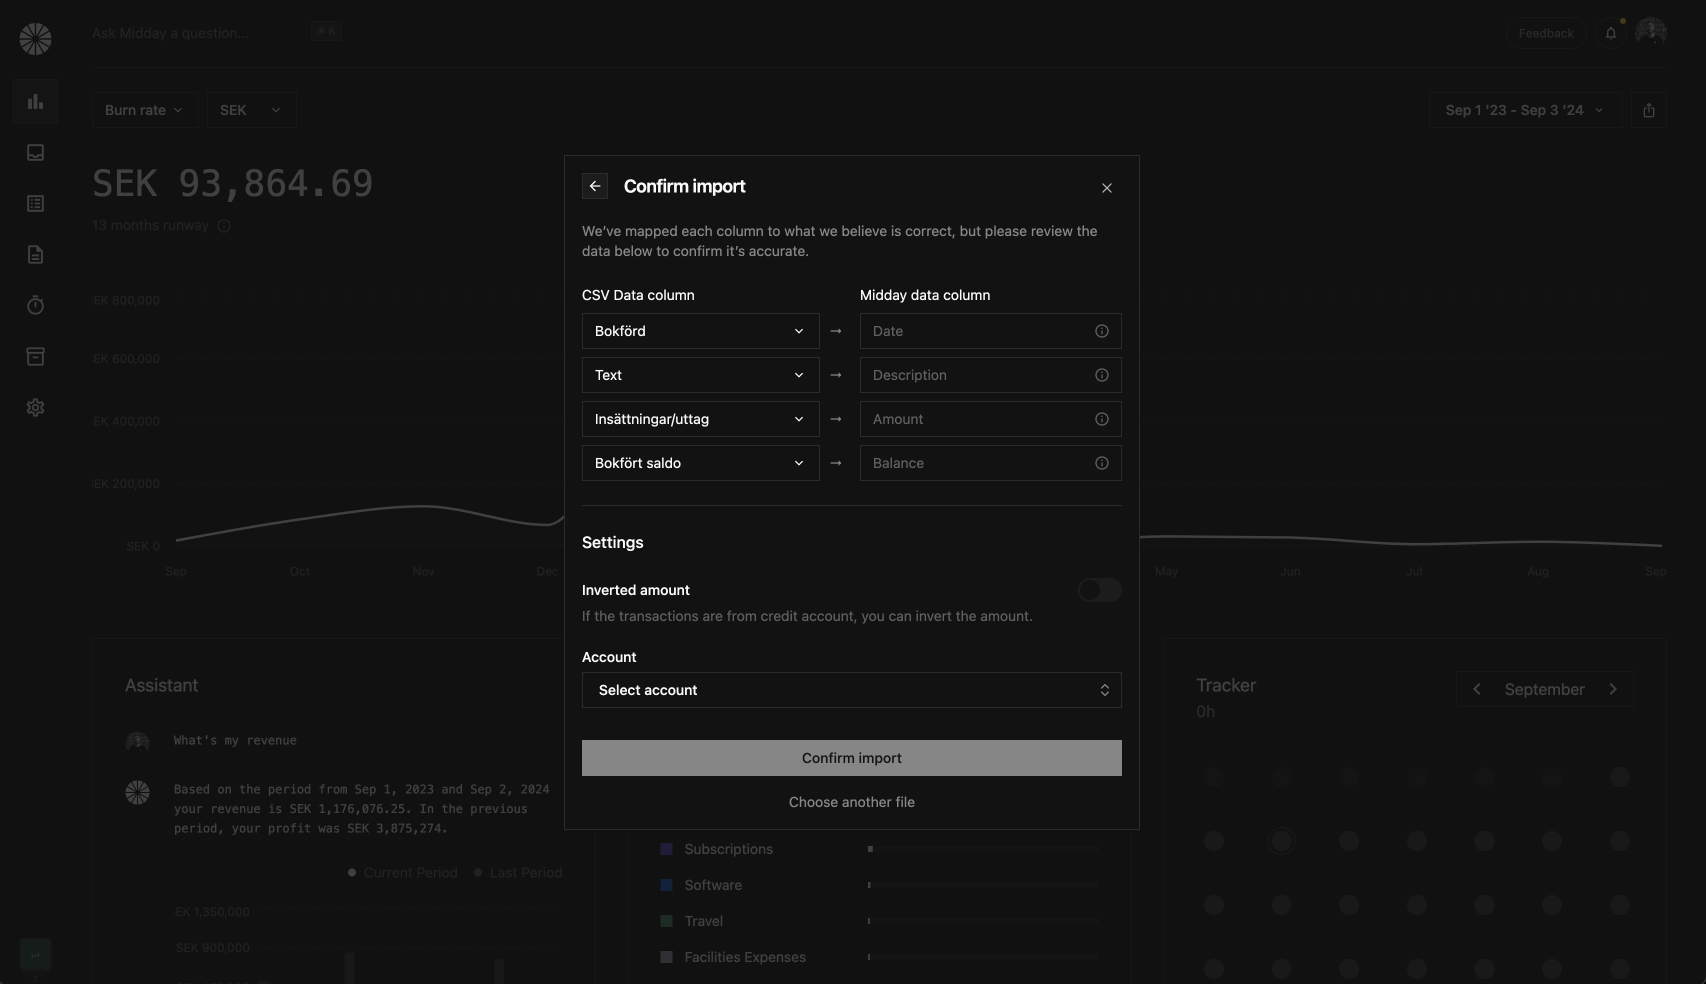 Ask Midday a question...
⌘ K
Feedback
Burn rate
SEK
Sep 1 '23 - Sep 3 '24
SEK 93,864.69
13 months runway
EK 800,000
EK 600,000
EK 400,000
EK 200,000
SEK 0
Sep
Oct
Nov
Dec
May
Jun
Jul
Aug
Sep
Confirm import
We've mapped each column to what we believe is correct, but please review the
data below to confirm it's accurate.
CSV Data column
Midday data column
Bokförd
→
Date
Text
→
Description
Insättningar/uttag
→
Amount
Bokfört saldo
→
Balance
Settings
Inverted amount
If the transactions are from credit account, you can invert the amount.
Account
Select account
Confirm import
Choose another file
Assistant
What's my revenue
Based on the period from Sep 1, 2023 and Sep 2, 2024
your revenue is SEK 1,176,076.25. In the previous
period, your profit was SEK 3,875,274.
Current Period
Last Period
EK 1,350,000
SEK 900,000
Subscriptions
Software
Travel
Facilities Expenses
Tracker
0h
September